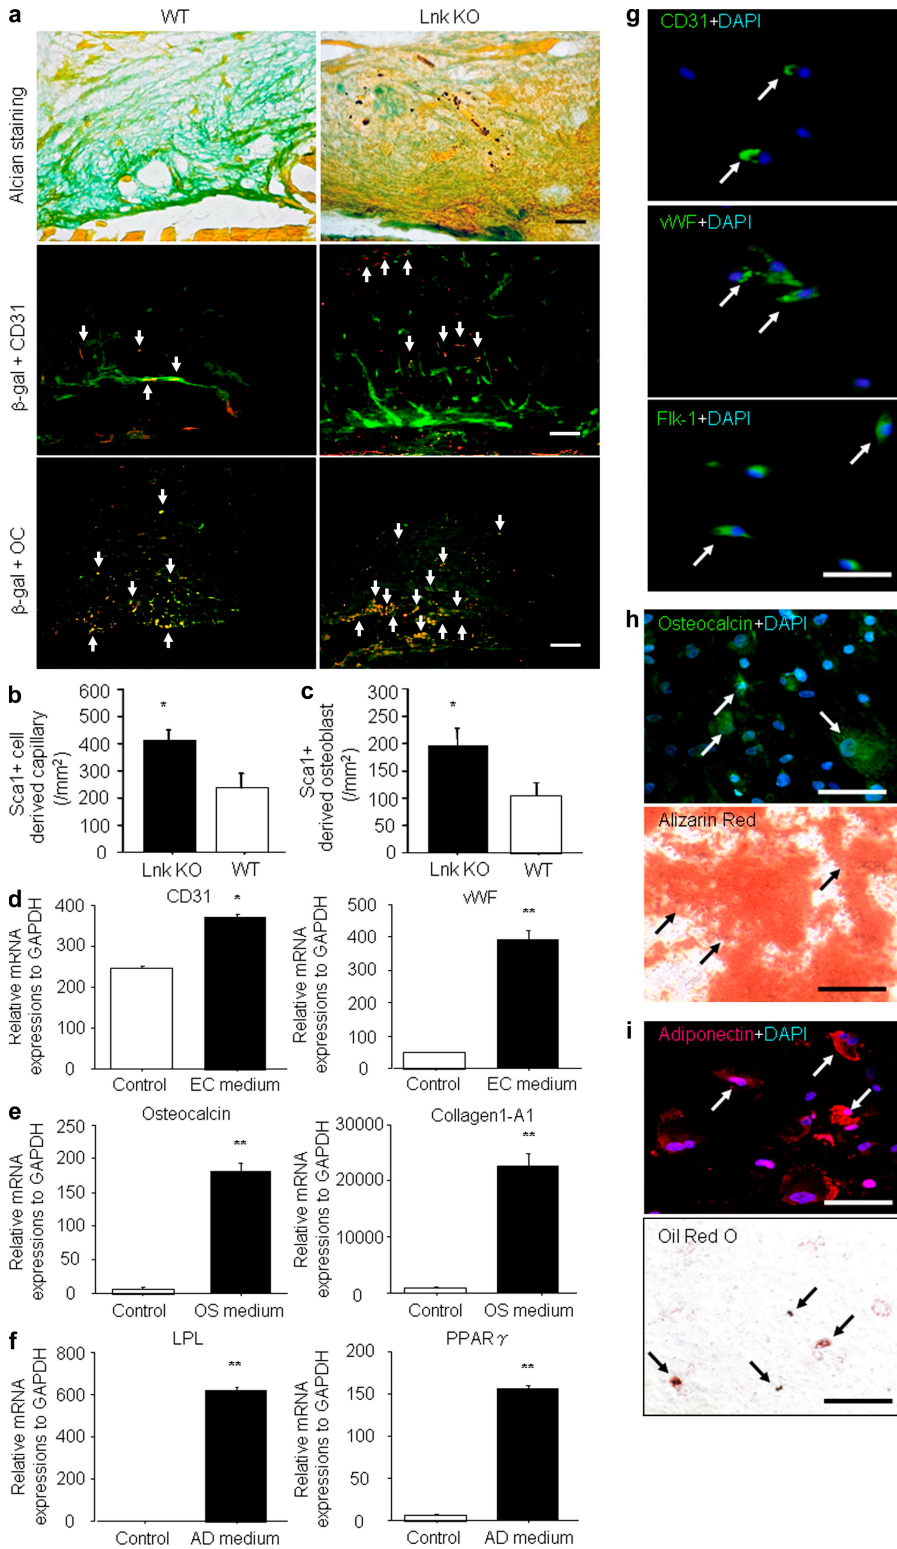 a
WT
Lnk KO
Alcian staining
β-gal + CD31
β-gal + OC
b
Sca1+ cell
derived capillary
(/mm²)
600
500
400
300
200
100
0
*
Lnk KO
WT
c
Sca1+
derived osteoblast
(/mm²)
300
250
200
150
100
50
0
*
Lnk KO
WT
d
CD31
Relative mRNA
expressions to GAPDH
400
300
200
100
0
*
Control
EC medium
vWF
Relative mRNA
expressions to GAPDH
500
400
300
200
100
0
**
Control
EC medium
e
Osteocalcin
Relative mRNA
expressions to GAPDH
250
200
150
100
50
0
**
Control
OS medium
Collagen1-A1
Relative mRNA
expressions to GAPDH
30000
20000
10000
0
**
Control
OS medium
f
LPL
Relative mRNA
expressions to GAPDH
800
600
400
200
0
**
Control
AD medium
PPAR γ
Relative mRNA
expressions to GAPDH
200
150
100
50
0
**
Control
AD medium
g
CD31+DAPI
vWF+DAPI
Flk-1+DAPI
h
Osteocalcin+DAPI
Alizarin Red
i
Adiponectin+DAPI
Oil Red O